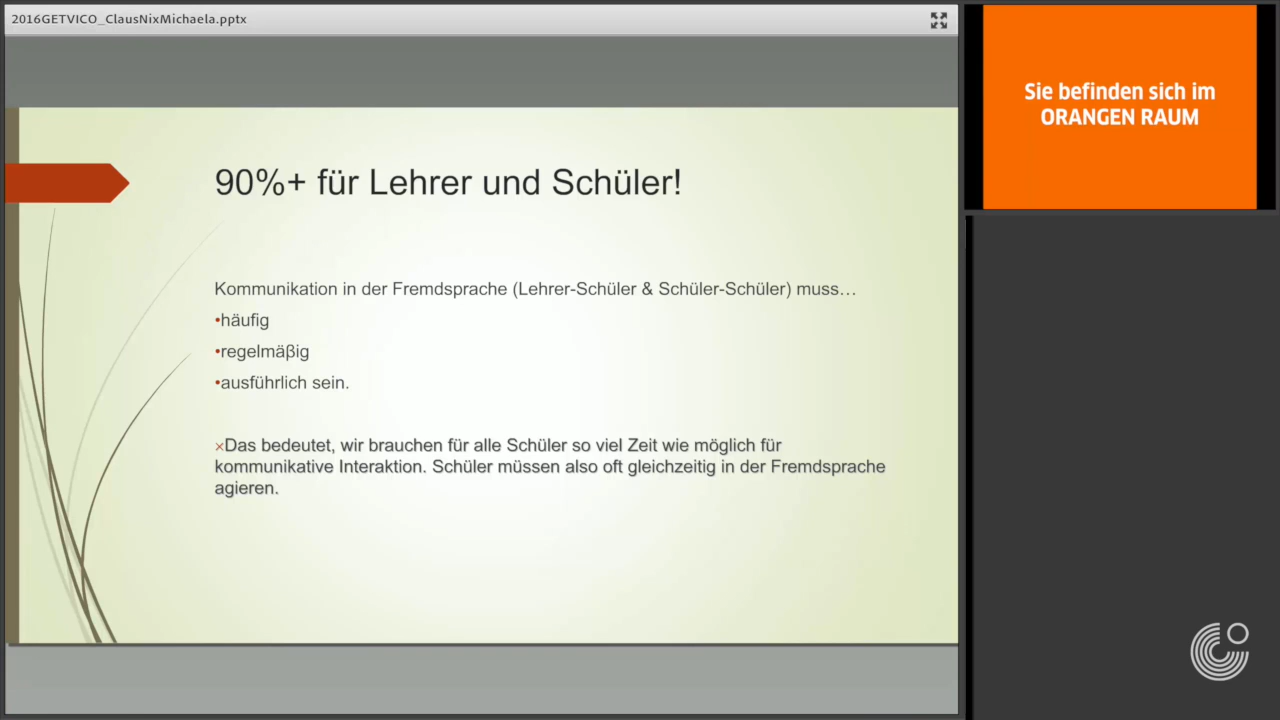 2016GETVICO_ClausNixMichaela.pptx
Sie befinden sich im
ORANGEN RAUM
90%+ für Lehrer und Schüler!
Kommunikation in der Fremdsprache (Lehrer-Schüler & Schüler-Schüler) muss…
•häufig
•regelmäβig
•ausführlich sein.
×Das bedeutet, wir brauchen für alle Schüler so viel Zeit wie möglich für
kommunikative Interaktion. Schüler müssen also oft gleichzeitig in der Fremdsprache
agieren.